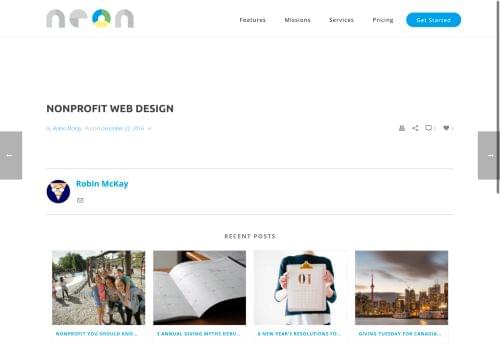 neon
Features Missions Services Pricing Get Started
NONPROFIT WEB DESIGN
by Robin McKay Posted December 22, 2016 In
0 0
← →
Robin McKay
RECENT POSTS
01
NONPROFIT YOU SHOULD KNO...
3 ANNUAL GIVING MYTHS DEBU...
6 NEW YEAR'S RESOLUTIONS FO...
GIVING TUESDAY FOR CANADIA...